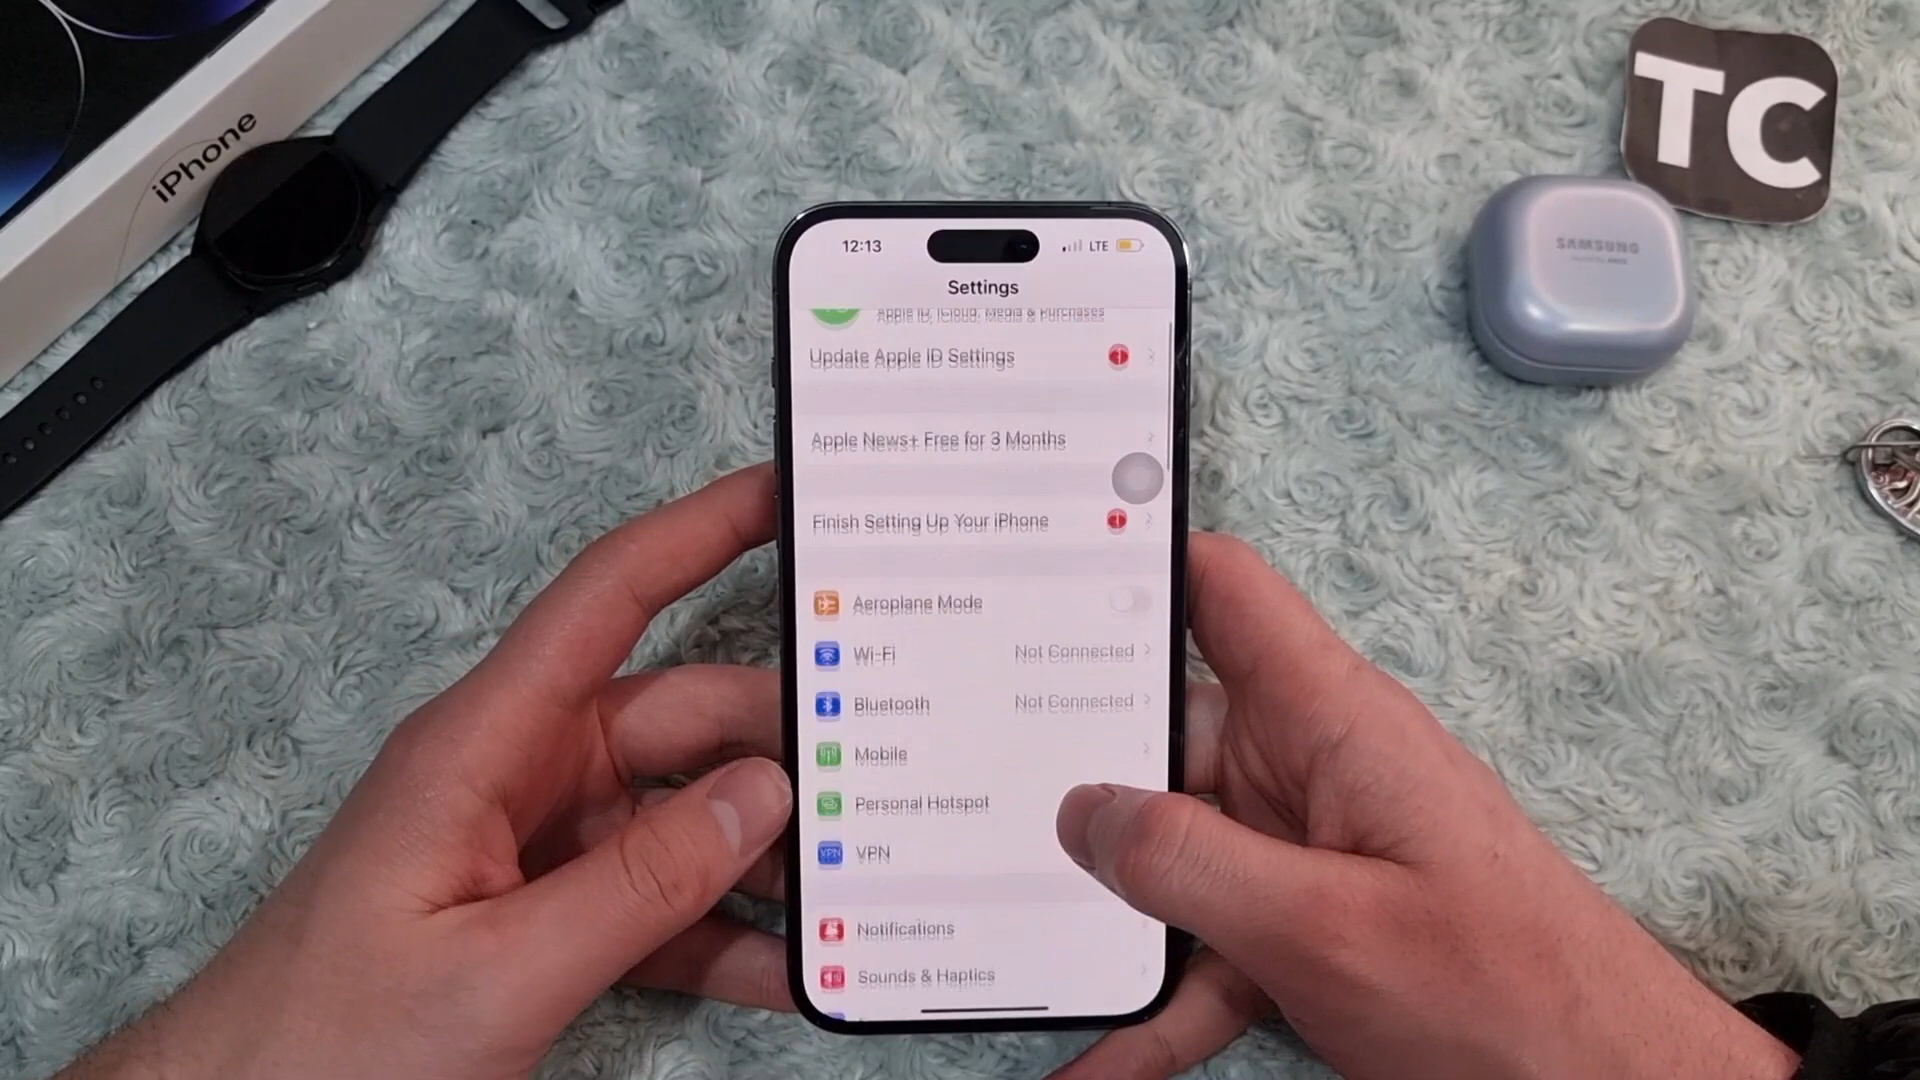 iPhone
TC
SAMSUNG
12:13
LTE
Settings
Apple ID, iCloud, Media & Purchases
Update Apple ID Settings
1
Apple News+ Free for 3 Months
Finish Setting Up Your iPhone
1
Aeroplane Mode
Wi-Fi
Not Connected
Bluetooth
Not Connected
Mobile
Personal Hotspot
VPN
VPN
Notifications
Sounds & Haptics